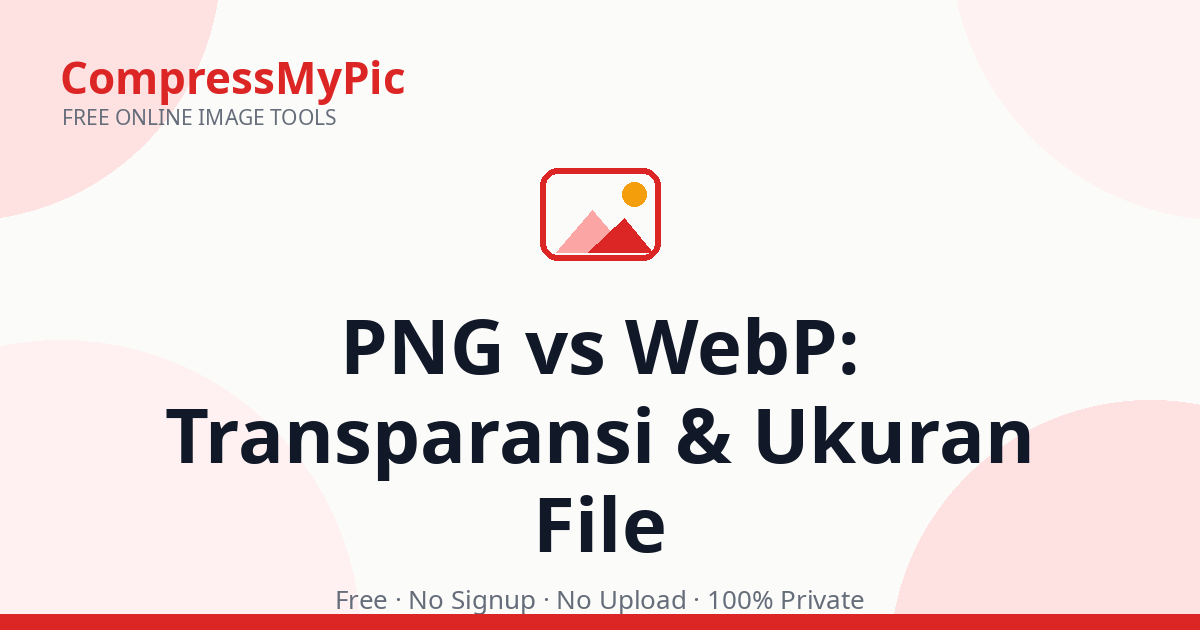 CompressMyPic
FREE ONLINE IMAGE TOOLS
PNG vs WebP:
Transparansi & Ukuran
File
Free · No Signup · No Upload · 100% Private